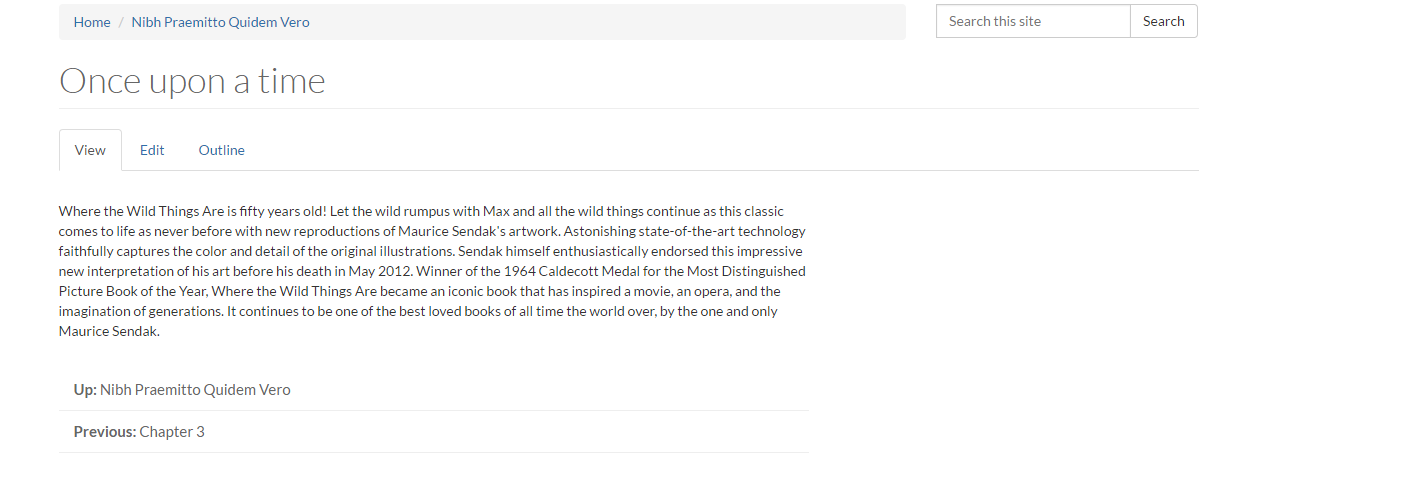 Home / Nibh Praemitto Quidem Vero
Search this site Search
Once upon a time
View Edit Outline
Where the Wild Things Are is fifty years old! Let the wild rumpus with Max and all the wild things continue as this classic
comes to life as never before with new reproductions of Maurice Sendak's artwork. Astonishing state-of-the-art technology
faithfully captures the color and detail of the original illustrations. Sendak himself enthusiastically endorsed this impressive
new interpretation of his art before his death in May 2012. Winner of the 1964 Caldecott Medal for the Most Distinguished
Picture Book of the Year, Where the Wild Things Are became an iconic book that has inspired a movie, an opera, and the
imagination of generations. It continues to be one of the best loved books of all time the world over, by the one and only
Maurice Sendak.
Up: Nibh Praemitto Quidem Vero
Previous: Chapter 3